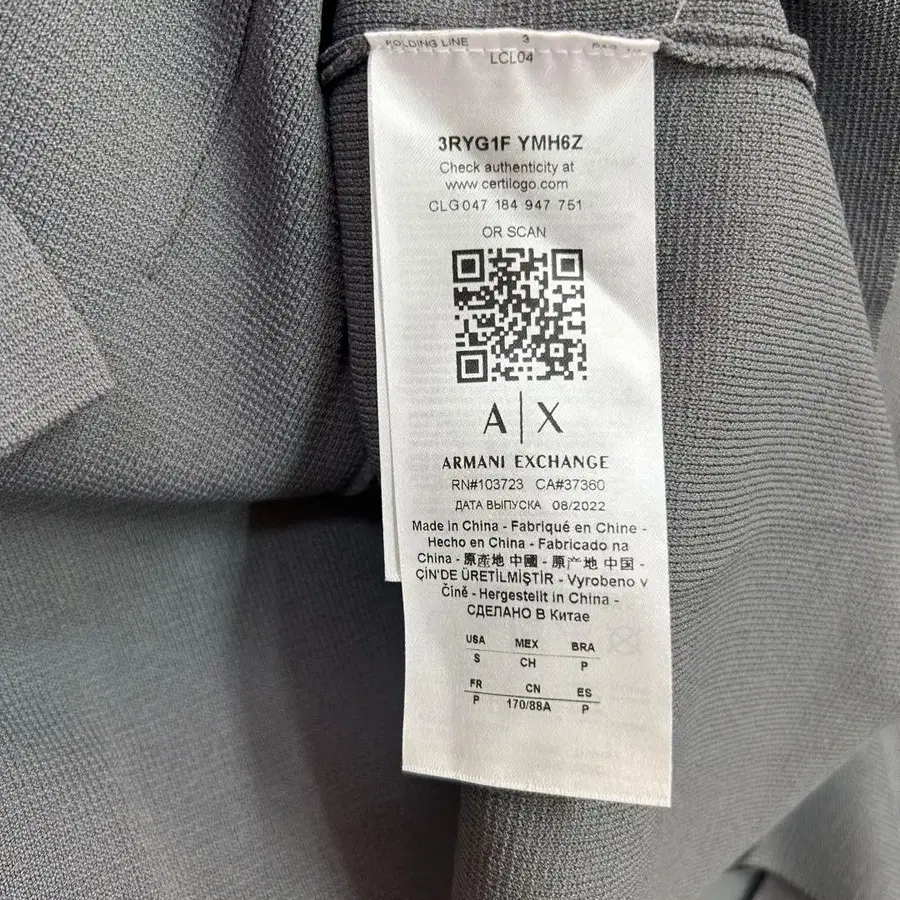 FOLDING LINE 3
LCL04
3RYG1F YMH6Z
Check authenticity at
www.certilogo.com
CLG047 184 947 751
OR SCAN
A|X
ARMANI EXCHANGE
RN#103723 CA#37360
ДАТА ВЫПУСКА 08/2022
Made in China - Fabriqué en Chine -
Hecho en China - Fabricado na
China - 原產地 中國 - 原产地 中国 -
ÇİN'DE ÜRETİLMİŞTİR - Vyrobeno v
Číně - Hergestellt in China -
СДЕЛАНО В Китае
USA MEX BRA
S CH P
FR CN ES
P 170/88A P